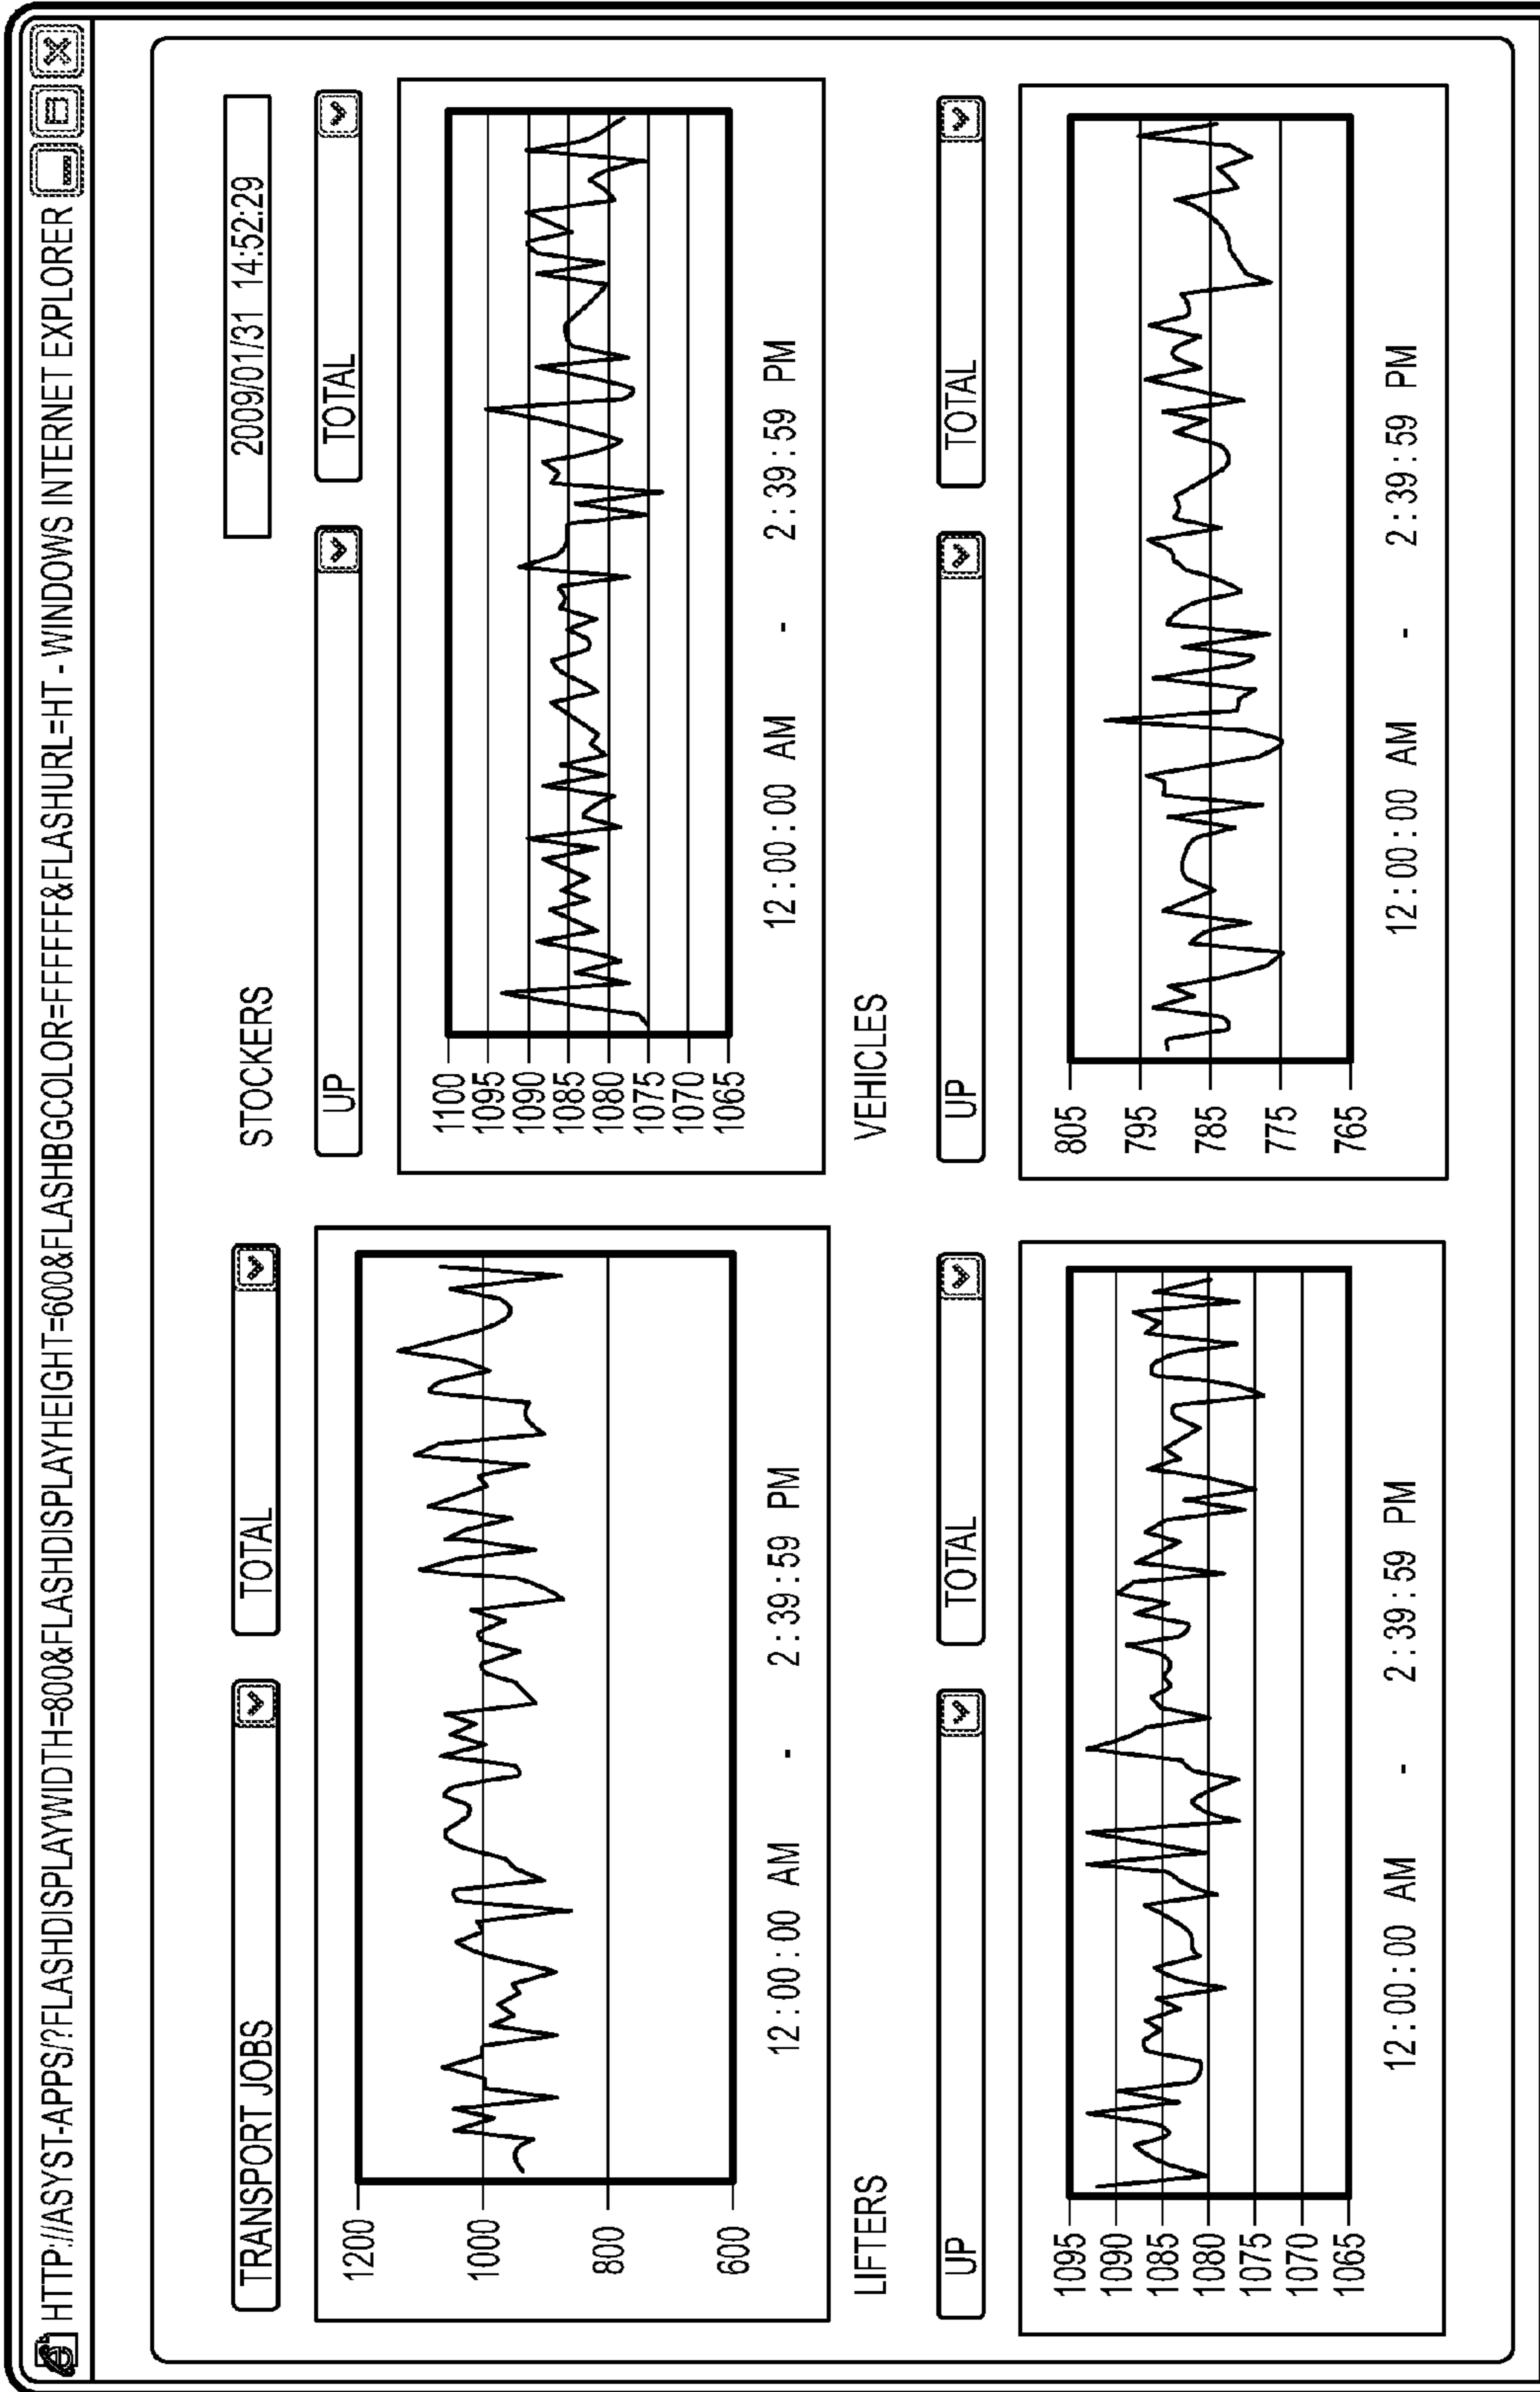 HTTP://ASYST-APPS/?FLASHDISPLAYWIDTH=800&FLASHDISPLAYHEIGHT=600&FLASHBGCOLOR=FFFFFF&FLASHURL=HT - WINDOWS INTERNET EXPLORER
2009/01/31 14:52:29
TRANSPORT JOBS
TOTAL
1200
1000
800
600
12:00:00 AM - 2:39:59 PM
STOCKERS
UP
TOTAL
1100
1095
1090
1085
1080
1075
1070
1065
12:00:00 AM - 2:39:59 PM
LIFTERS
UP
TOTAL
1095
1090
1085
1080
1075
1070
1065
12:00:00 AM - 2:39:59 PM
VEHICLES
UP
TOTAL
805
795
785
775
765
12:00:00 AM - 2:39:59 PM